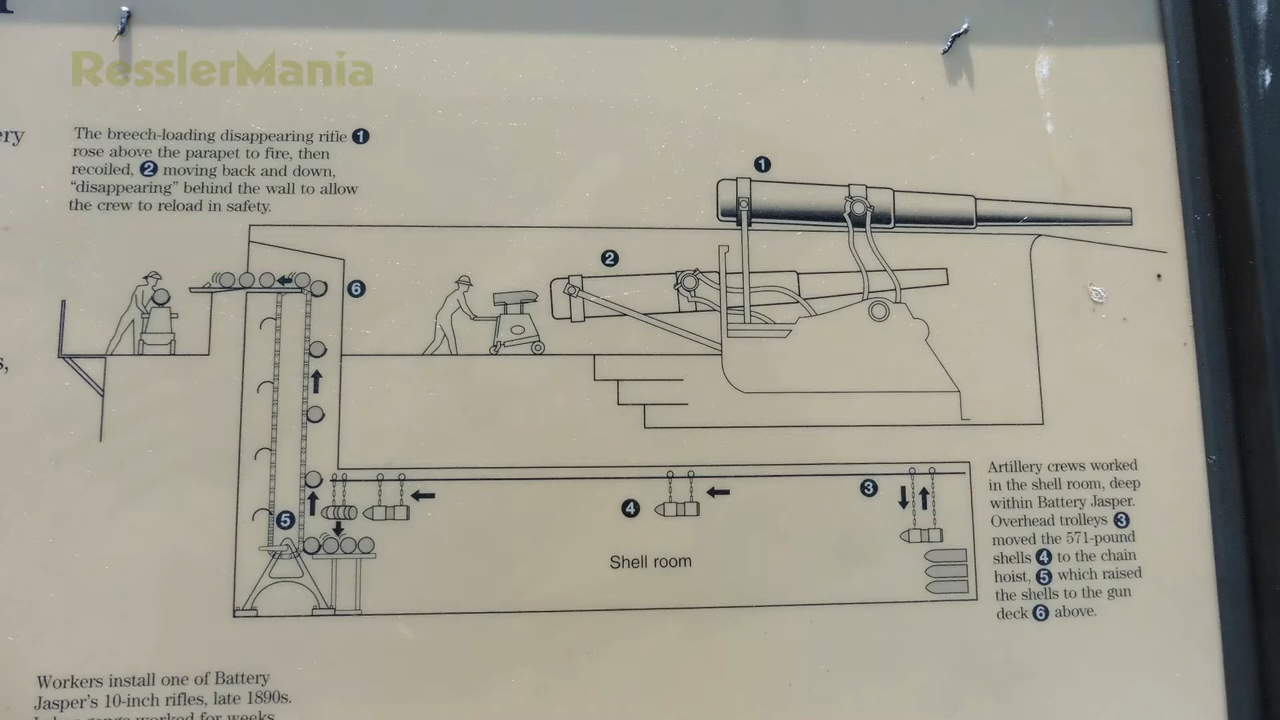 ResslerMania
ery
The breech-loading disappearing rifle 1
rose above the parapet to fire, then
recoiled, 2 moving back and down,
"disappearing" behind the wall to allow
the crew to reload in safety.
1
2
6
s,
3
4
5
Shell room
Artillery crews worked
in the shell room, deep
within Battery Jasper.
Overhead trolleys 3
moved the 571-pound
shells 4 to the chain
hoist, 5 which raised
the shells to the gun
deck 6 above.
Workers install one of Battery
Jasper's 10-inch rifles, late 1890s.
worked for weeks